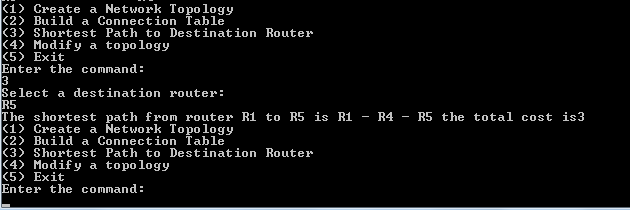 (1) Create a Network Topology
(2) Build a Connection Table
(3) Shortest Path to Destination Router
(4) Modify a topology
(5) Exit
Enter the command:
3
Select a destination router:
R5
The shortest path from router R1 to R5 is R1 - R4 - R5 the total cost is3
(1) Create a Network Topology
(2) Build a Connection Table
(3) Shortest Path to Destination Router
(4) Modify a topology
(5) Exit
Enter the command: